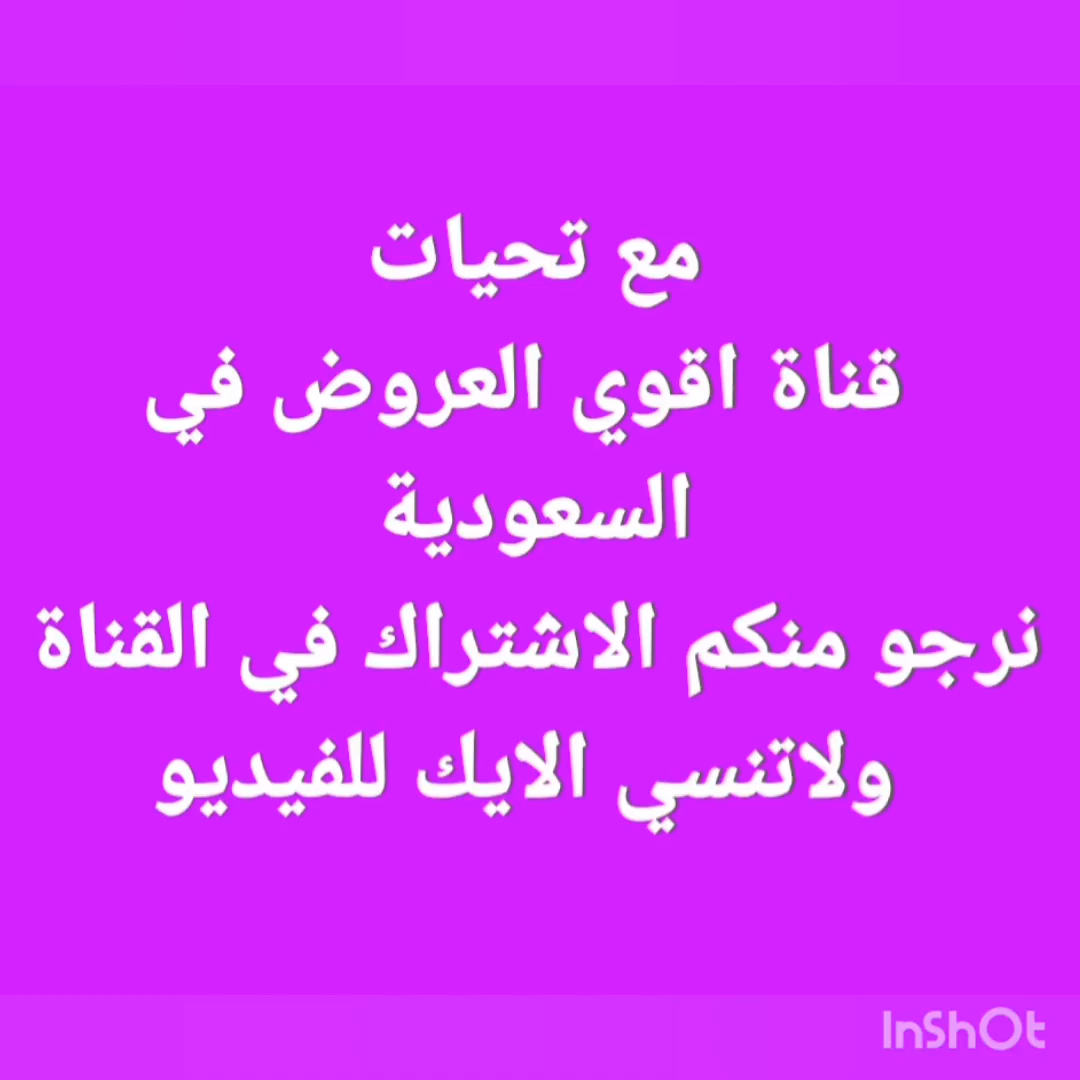 مع تحيات
قناة اقوي العروض في
السعودية
نرجو منكم الاشتراك في القناة
ولاتنسي الايك للفيديو
InShOt